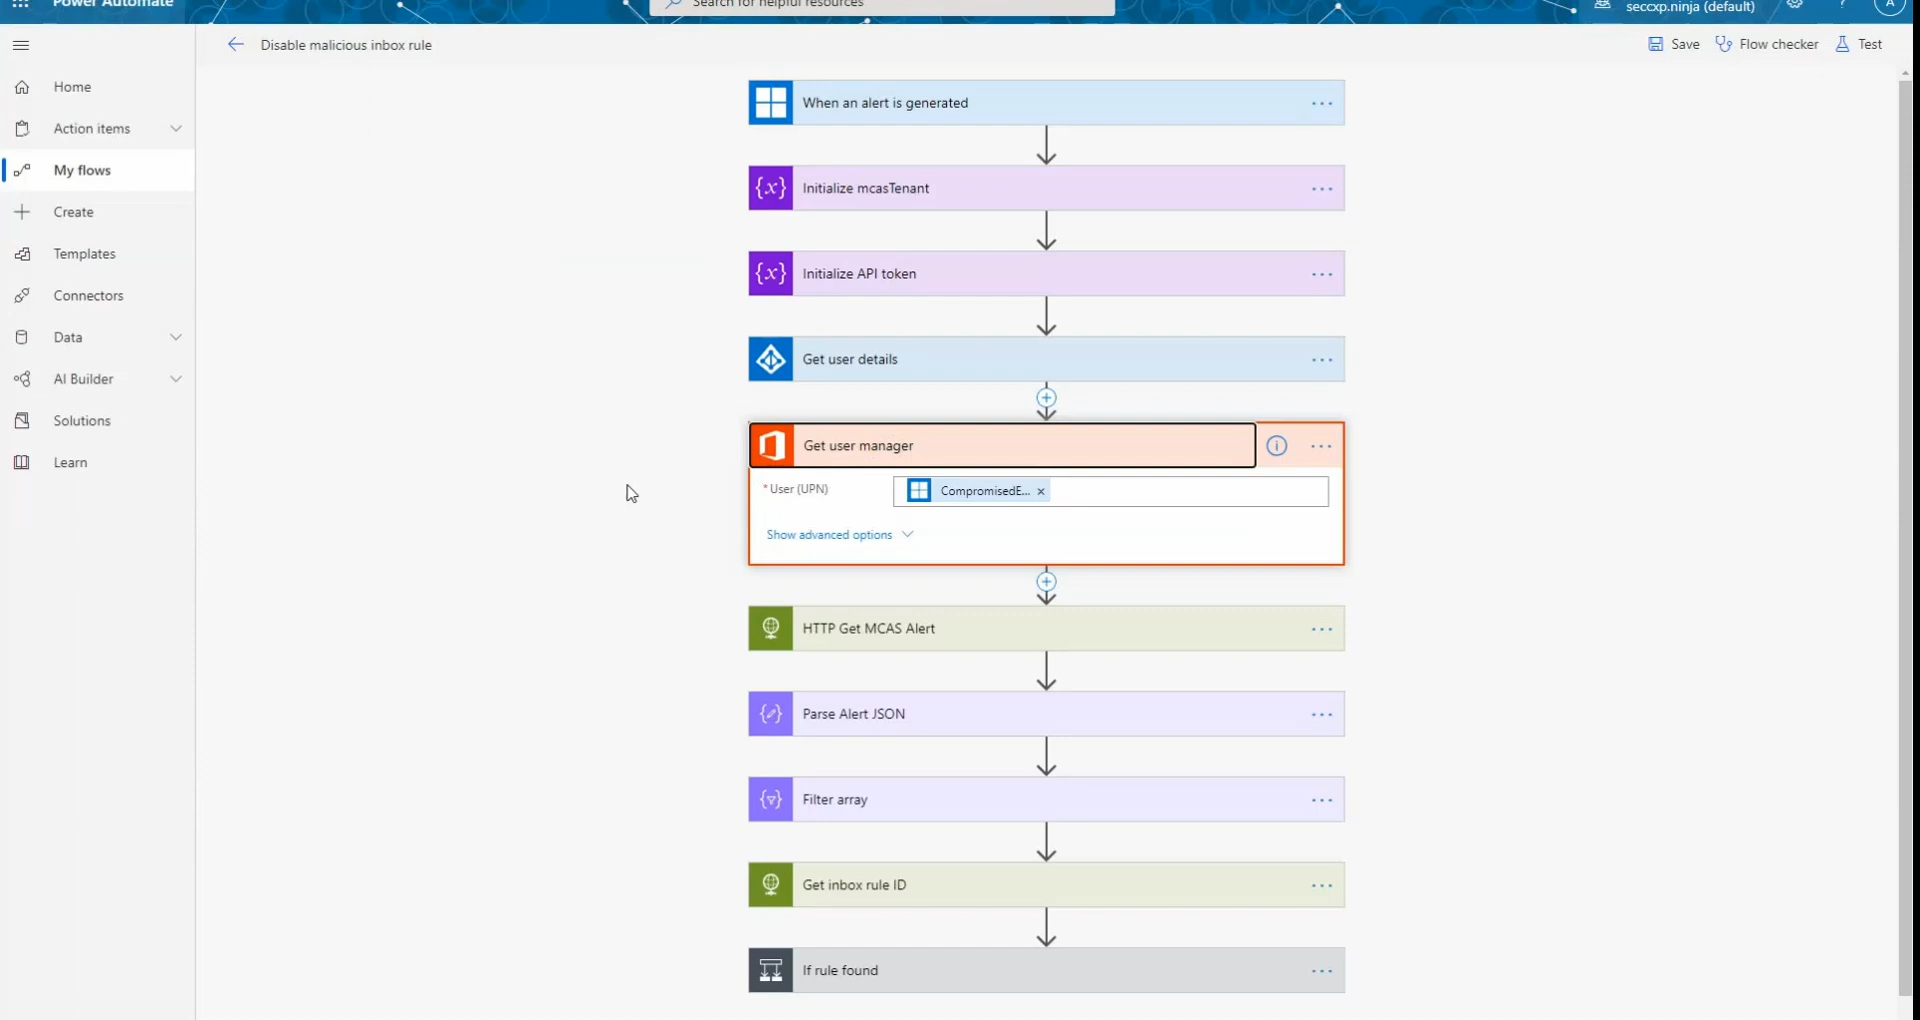 Power Automate
Search for helpful resources
seccxp.ninja (default)
A
Disable malicious inbox rule
Save
Flow checker
Test
Home
Action items
My flows
Create
Templates
Connectors
Data
AI Builder
Solutions
Learn
When an alert is generated
{x} Initialize mcasTenant
{x} Initialize API token
Get user details
Get user manager
* User (UPN)
CompromisedE... ×
Show advanced options
HTTP Get MCAS Alert
Parse Alert JSON
Filter array
Get inbox rule ID
If rule found